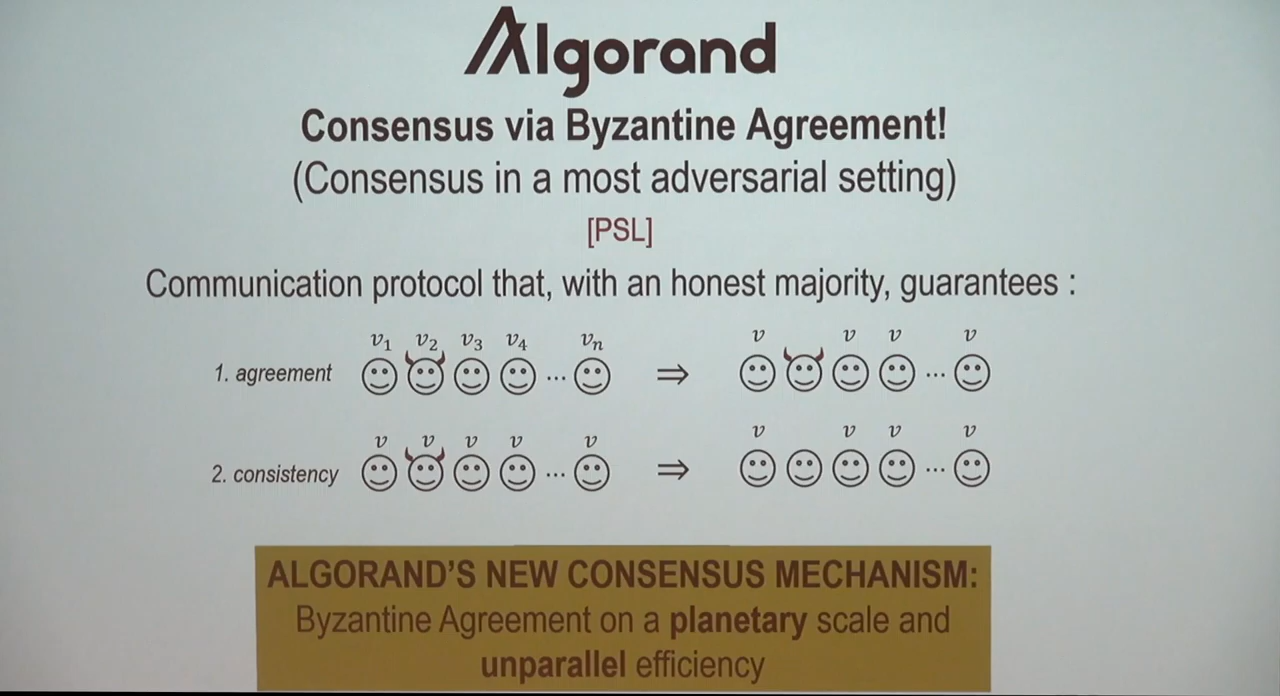 Algorand
Consensus via Byzantine Agreement!
(Consensus in a most adversarial setting)
[PSL]
Communication protocol that, with an honest majority, guarantees :
v₁ v₂ v₃ v₄ vₙ v v v v
1. agreement ... ⇒ ...
v v v v v v v v v
2. consistency ... ⇒ ...
ALGORAND'S NEW CONSENSUS MECHANISM:
Byzantine Agreement on a planetary scale and
unparallel efficiency